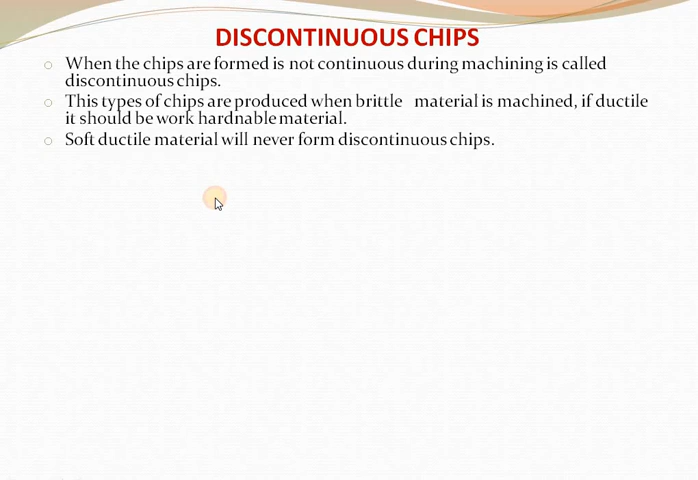 DISCONTINUOUS CHIPS
When the chips are formed is not continuous during machining is called
discontinuous chips.
This types of chips are produced when brittle material is machined, if ductile
it should be work hardnable material.
Soft ductile material will never form discontinuous chips.